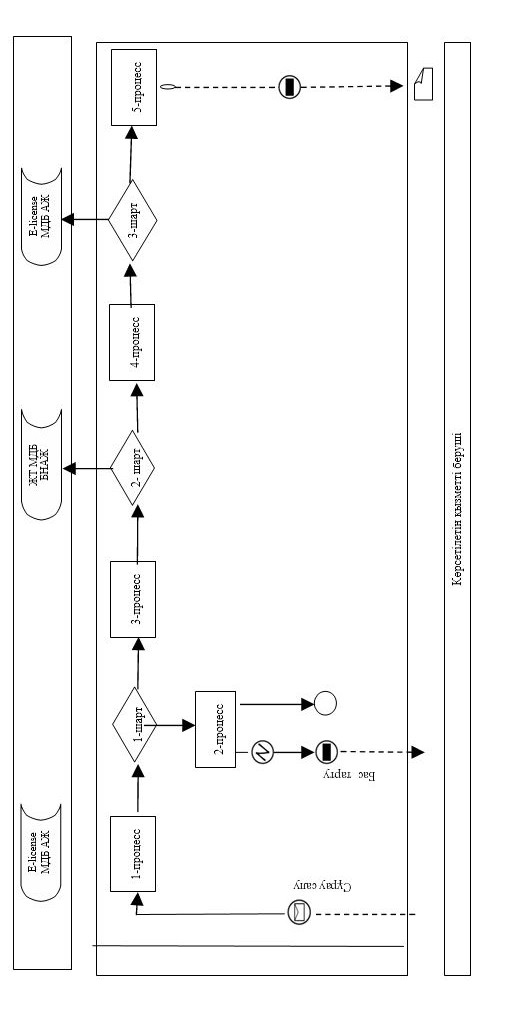 E-license
МДБ АЖ
ЖТ МДБ
БНАЖ
E-license
МДБ АЖ
Сұрау салу
1-процесс
1-шарт
2-процесс
Бас тарту
3-процесс
2- шарт
4-процесс
3-шарт
5-процесс
Көрсетілетін қызметті беруші